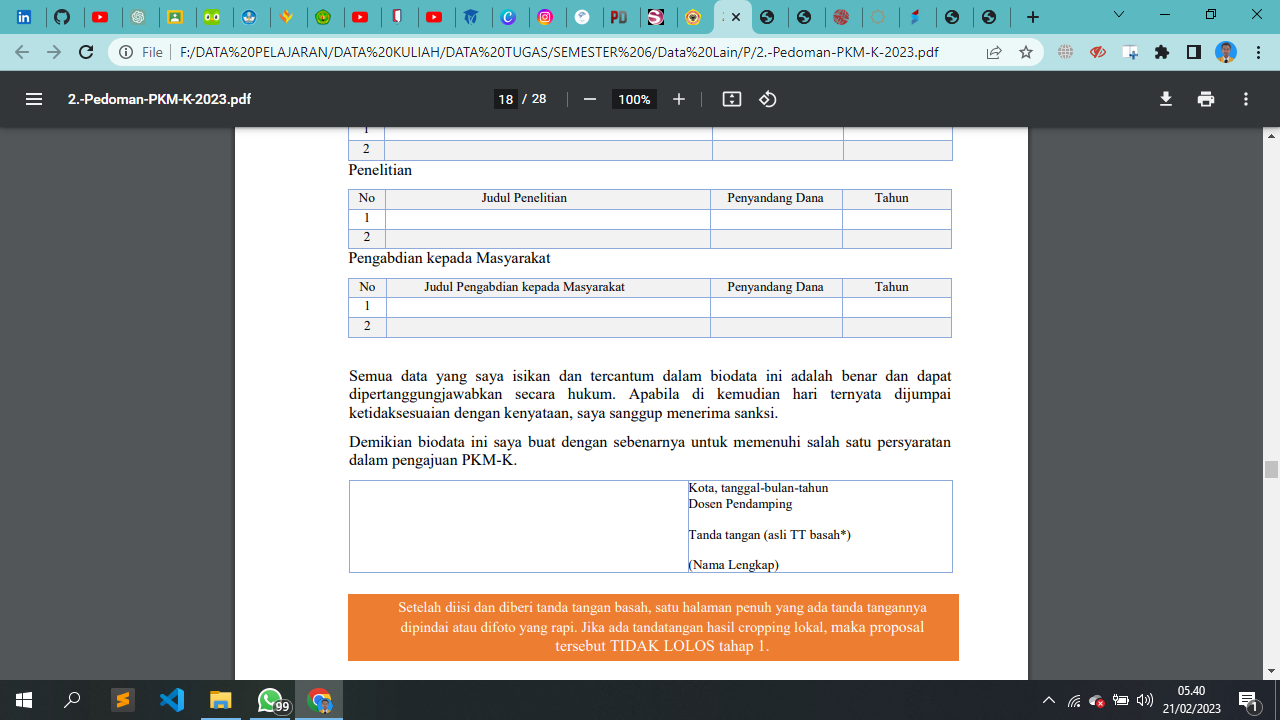 File
F:/DATA%20PELAJARAN/DATA%20KULIAH/DATA%20TUGAS/SEMESTER%206/Data%20Lain/P/2.-Pedoman-PKM-K-2023.pdf
2.-Pedoman-PKM-K-2023.pdf
18 / 28
100%
1
2
Penelitian
No Judul Penelitian Penyandang Dana Tahun
1
2
Pengabdian kepada Masyarakat
No Judul Pengabdian kepada Masyarakat Penyandang Dana Tahun
1
2
Semua data yang saya isikan dan tercantum dalam biodata ini adalah benar dan dapat
dipertanggungjawabkan secara hukum. Apabila di kemudian hari ternyata dijumpai
ketidaksesuaian dengan kenyataan, saya sanggup menerima sanksi.
Demikian biodata ini saya buat dengan sebenarnya untuk memenuhi salah satu persyaratan
dalam pengajuan PKM-K.
Kota, tanggal-bulan-tahun
Dosen Pendamping
Tanda tangan (asli TT basah*)
(Nama Lengkap)
Setelah diisi dan diberi tanda tangan basah, satu halaman penuh yang ada tanda tangannya
dipindai atau difoto yang rapi. Jika ada tandatangan hasil cropping lokal, maka proposal
tersebut TIDAK LOLOS tahap 1.
99
05.40
21/02/2023
1